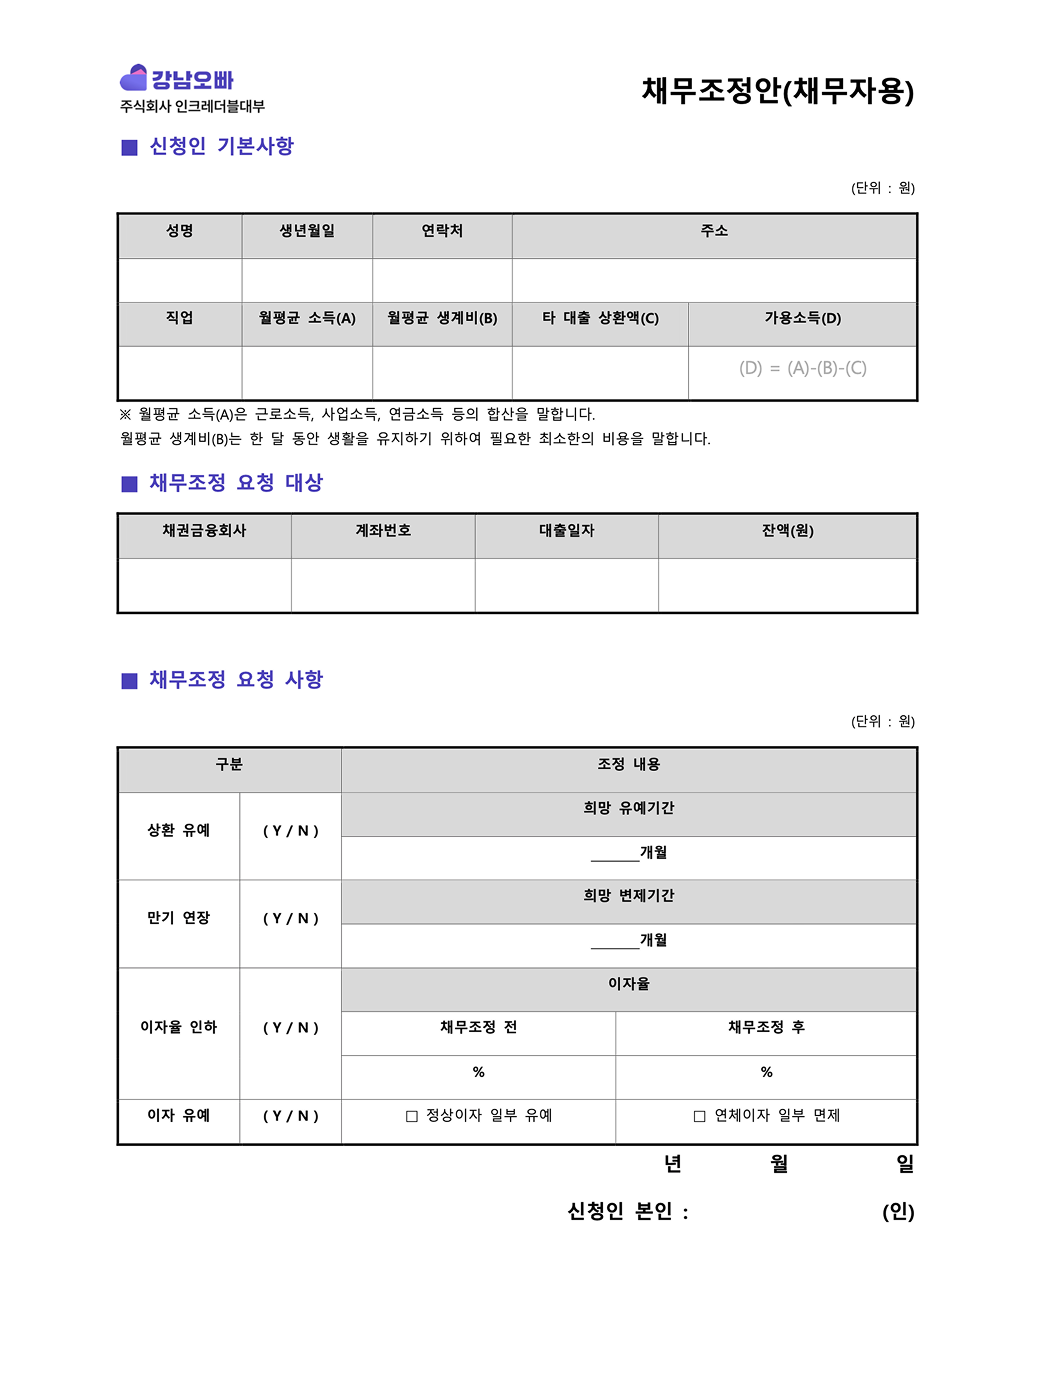 강남오빠
주식회사 인크레더블대부
채무조정안(채무자용)
■ 신청인 기본사항
(단위 : 원)
성명 생년월일 연락처 주소
직업 월평균 소득(A) 월평균 생계비(B) 타 대출 상환액(C) 가용소득(D)
(D) = (A)-(B)-(C)
※ 월평균 소득(A)은 근로소득, 사업소득, 연금소득 등의 합산을 말합니다.
월평균 생계비(B)는 한 달 동안 생활을 유지하기 위하여 필요한 최소한의 비용을 말합니다.
■ 채무조정 요청 대상
채권금융회사 계좌번호 대출일자 잔액(원)
■ 채무조정 요청 사항
(단위 : 원)
구분 조정 내용
희망 유예기간
상환 유예 ( Y / N )
______개월
희망 변제기간
만기 연장 ( Y / N )
______개월
이자율
이자율 인하 ( Y / N ) 채무조정 전 채무조정 후
% %
이자 유예 ( Y / N ) □ 정상이자 일부 유예 □ 연체이자 일부 면제
년 월 일
신청인 본인 : (인)